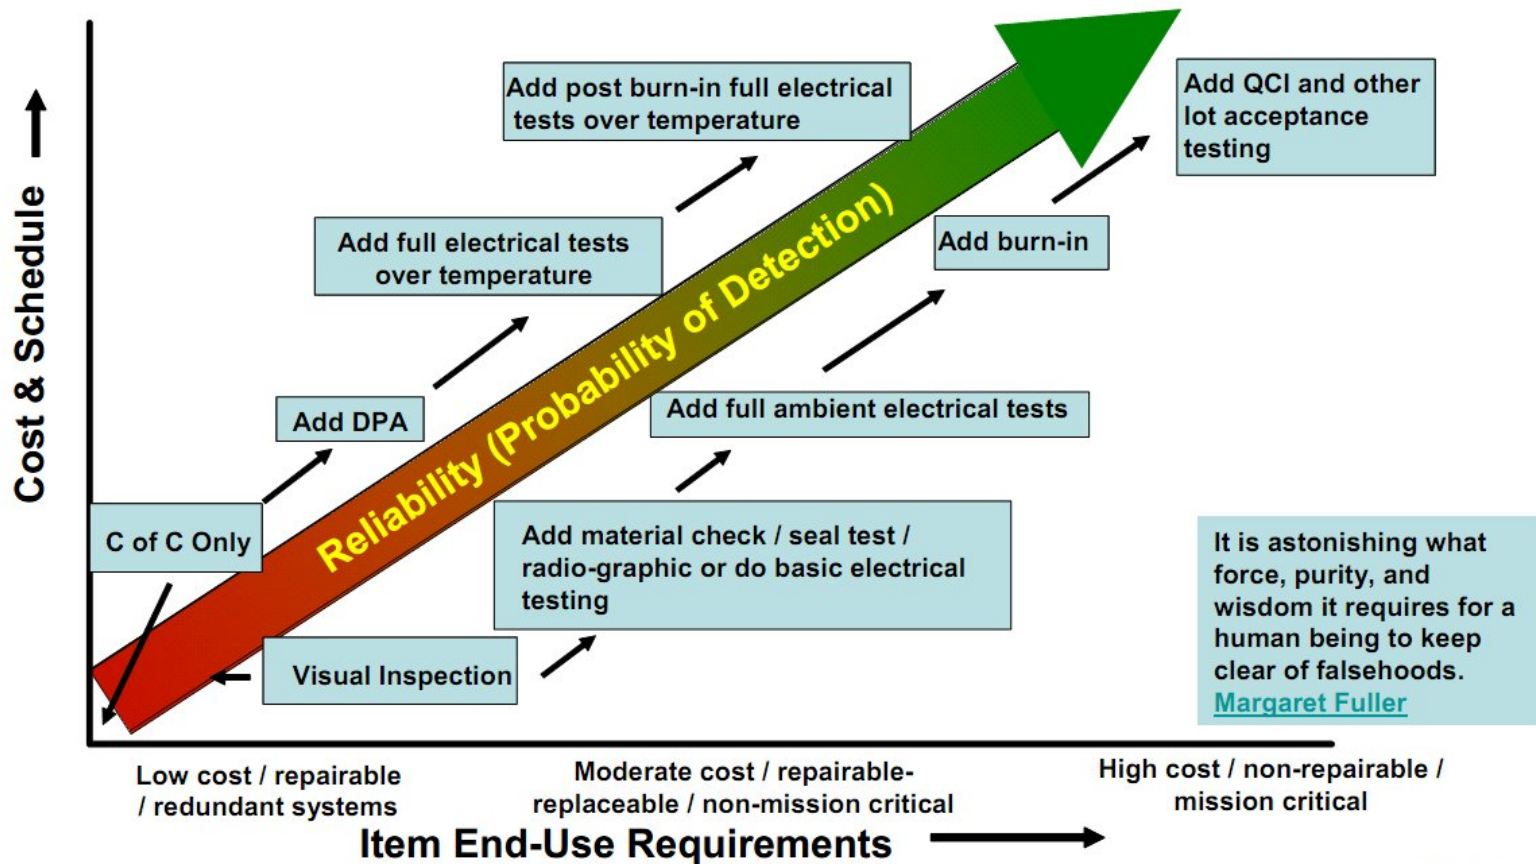 Add post burn-in full electrical
tests over temperature
Add QCI and other
lot acceptance
testing
Add full electrical tests
over temperature
Add burn-in
Cost & Schedule
Reliability (Probability of Detection)
Add DPA
Add full ambient electrical tests
C of C Only
Add material check / seal test /
radio-graphic or do basic electrical
testing
Visual Inspection
It is astonishing what
force, purity, and
wisdom it requires for a
human being to keep
clear of falsehoods.
Margaret Fuller
Low cost / repairable
/ redundant systems
Moderate cost / repairable-
replaceable / non-mission critical
High cost / non-repairable /
mission critical
Item End-Use Requirements